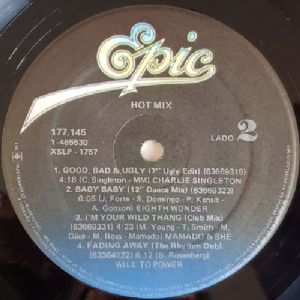 Epic
HOT MIX
177.145
1-485630
XSLP - 1757
LADO 2
1. GOOD, BAD & UGLY (7" Ugly Edit) (63669315)
4:18 (C. Singleton - MM) CHARLIE SINGLETON
2. BABY BABY (12" Dance Mix) (63669323)
6:05 (J. Forte - S. Domingo - P. Kunsit -
A. Godson) EIGHTH WONDER
3. I'M YOUR WILD THANG (Club Mix)
(63669331) 4:23 (M. Young - T. Smith - M.
Dike - M. Ross - Mamado) MAMADO & SHE
4. FADING AWAY (The Rhythm Dub)
(63364522) 6:12 (B. Rosenberg)
WILL TO POWER